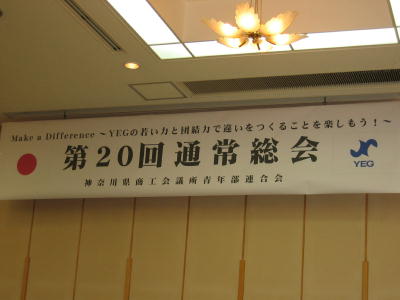 Make a Difference ～YEGの若い力と団結力で違いをつくることを楽しもう！～
第20回通常総会
YEG
神奈川県商工会議所青年部連合会